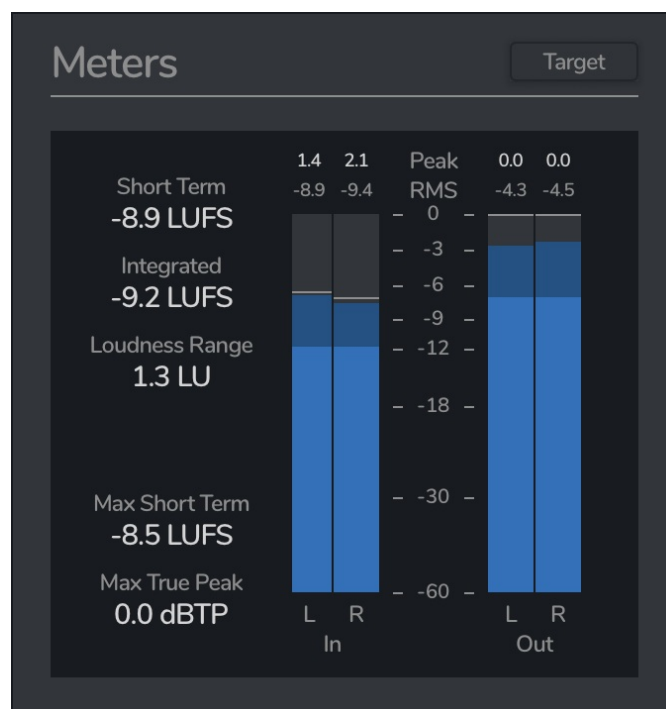 Meters
Target
1.4 2.1 Peak 0.0 0.0
-8.9 -9.4 RMS -4.3 -4.5
Short Term
-8.9 LUFS
Integrated
-9.2 LUFS
Loudness Range
1.3 LU
Max Short Term
-8.5 LUFS
Max True Peak
0.0 dBTP
0
-3
-6
-9
-12
-18
-30
-60
L R L R
In Out